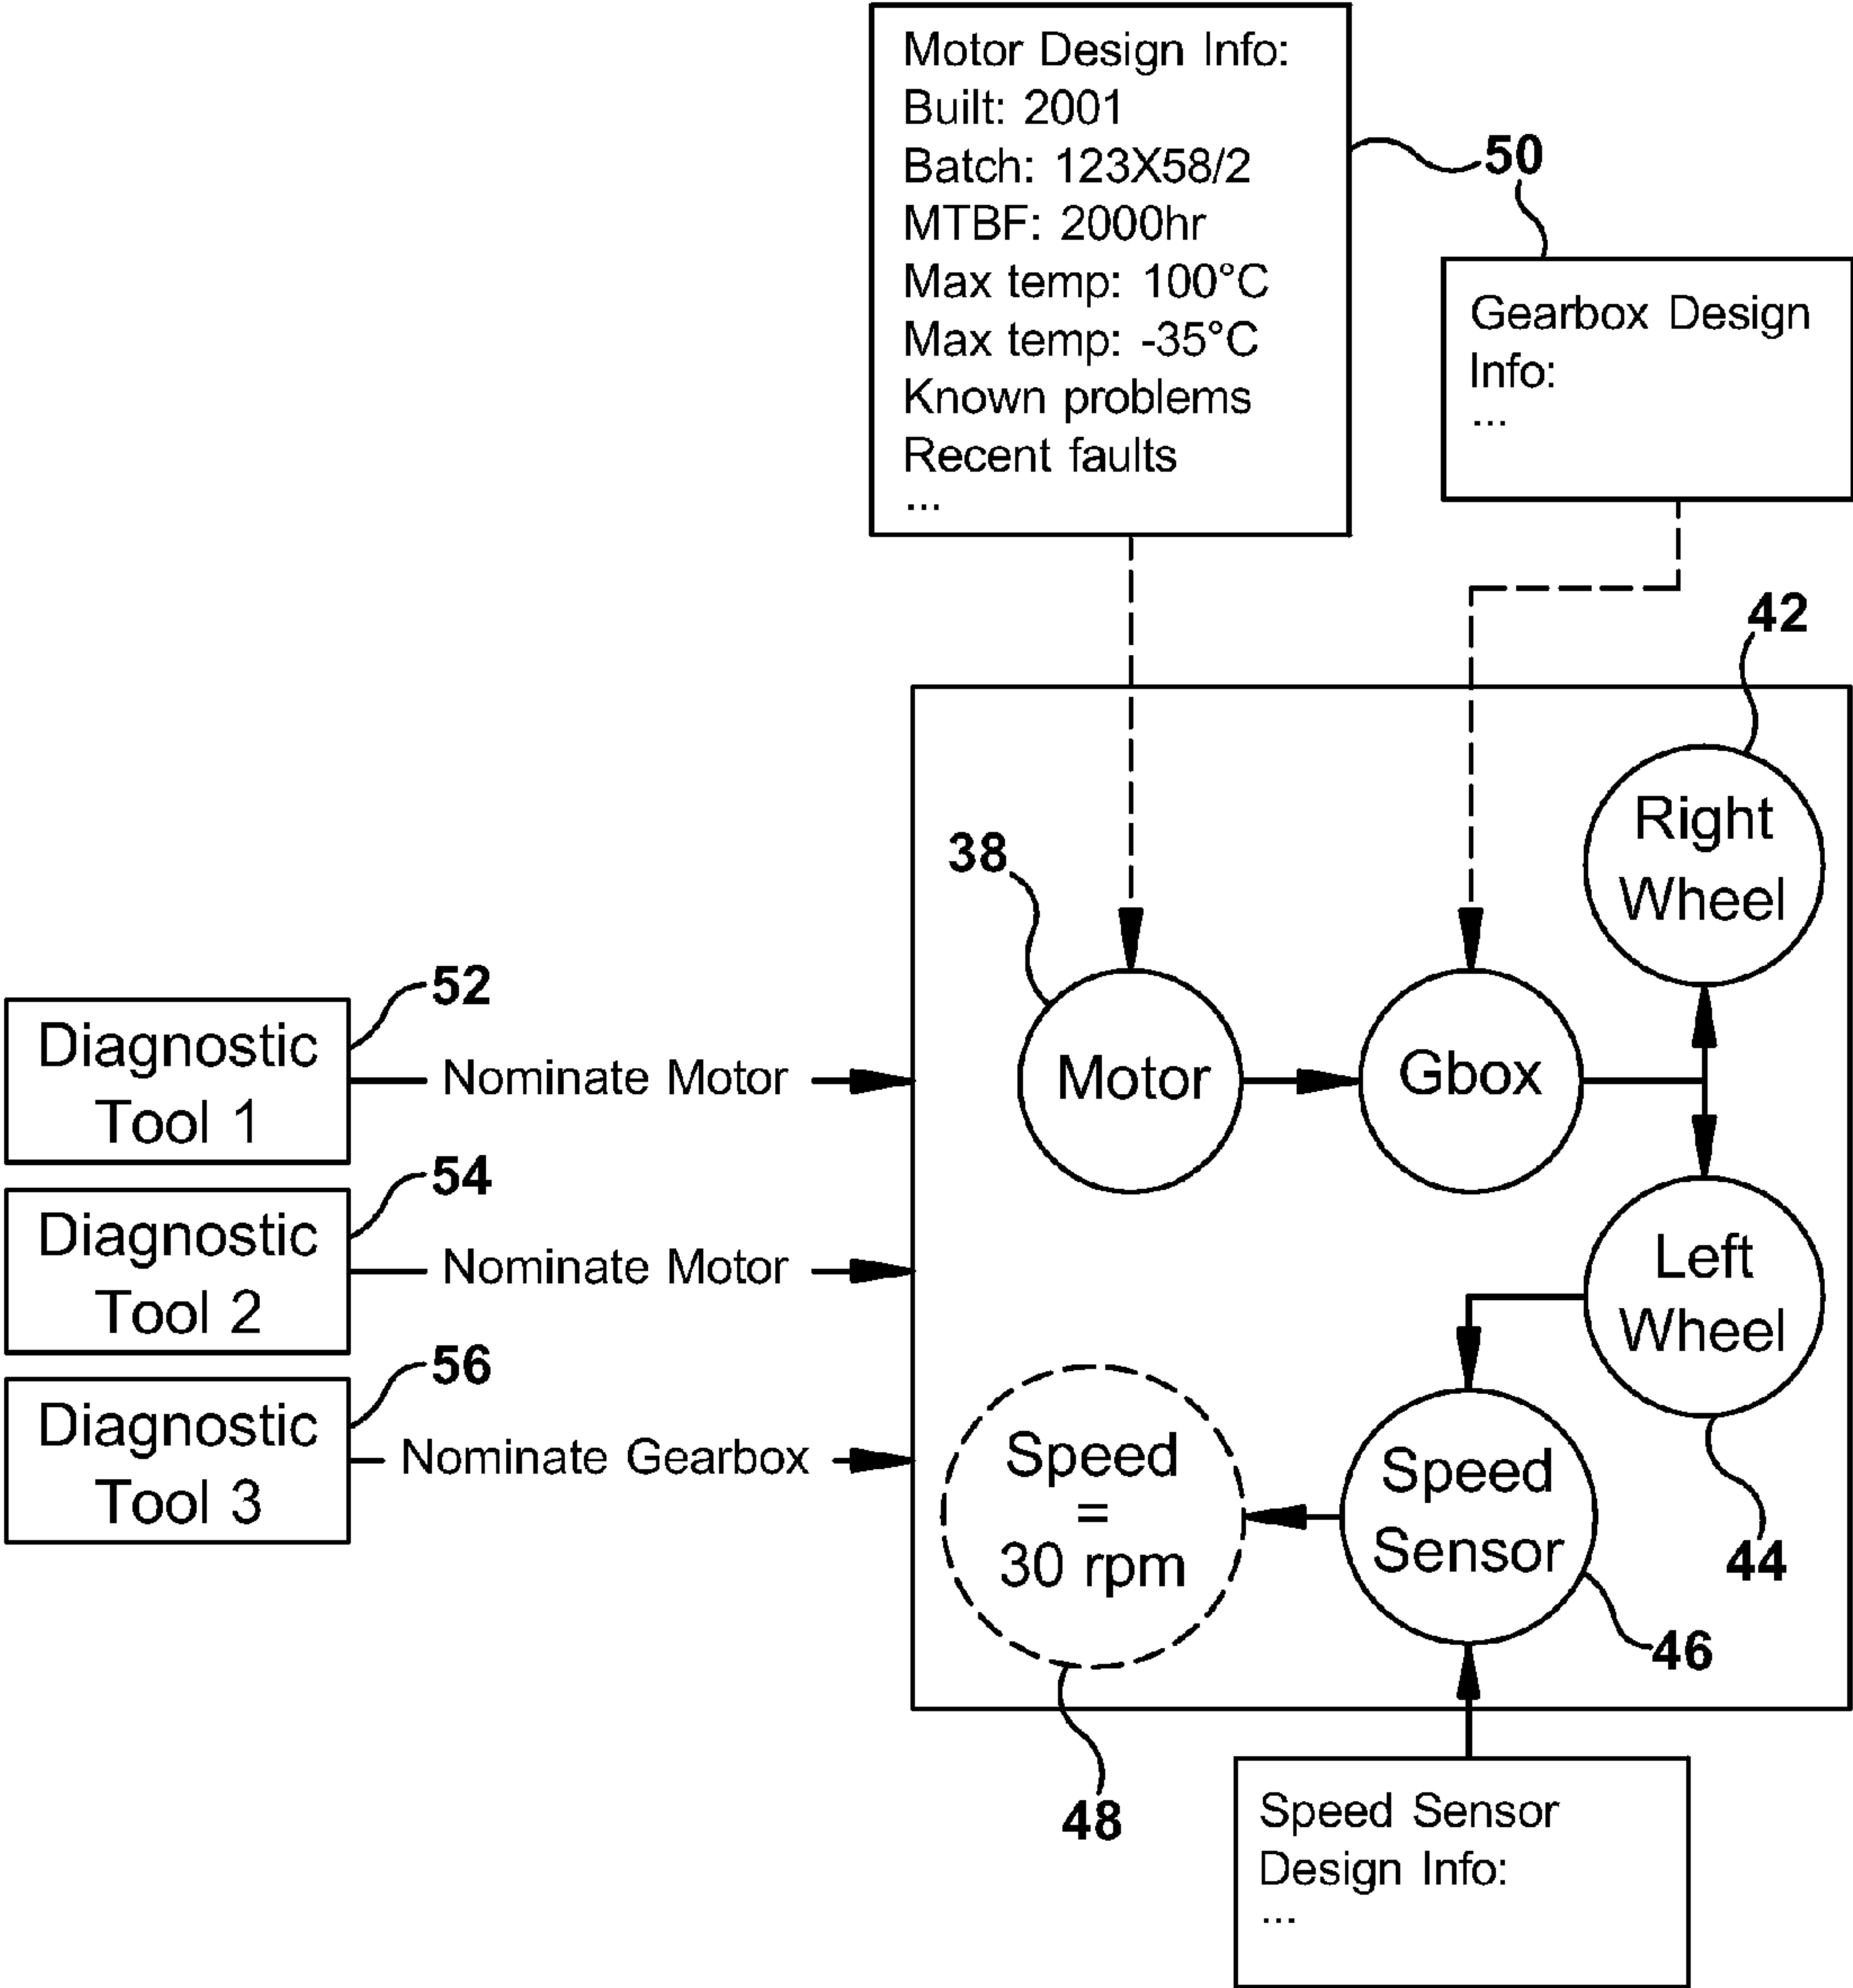 Motor Design Info:
Built: 2001
Batch: 123X58/2
MTBF: 2000hr
Max temp: 100°C
Max temp: -35°C
Known problems
Recent faults
...
50
Gearbox Design
Info:
...
42
Right
Wheel
38
Motor
Gbox
52
Diagnostic
Tool 1
Nominate Motor
54
Diagnostic
Tool 2
Nominate Motor
56
Diagnostic
Tool 3
Nominate Gearbox
Left
Wheel
44
Speed
Sensor
46
Speed
=
30 rpm
48
Speed Sensor
Design Info:
...